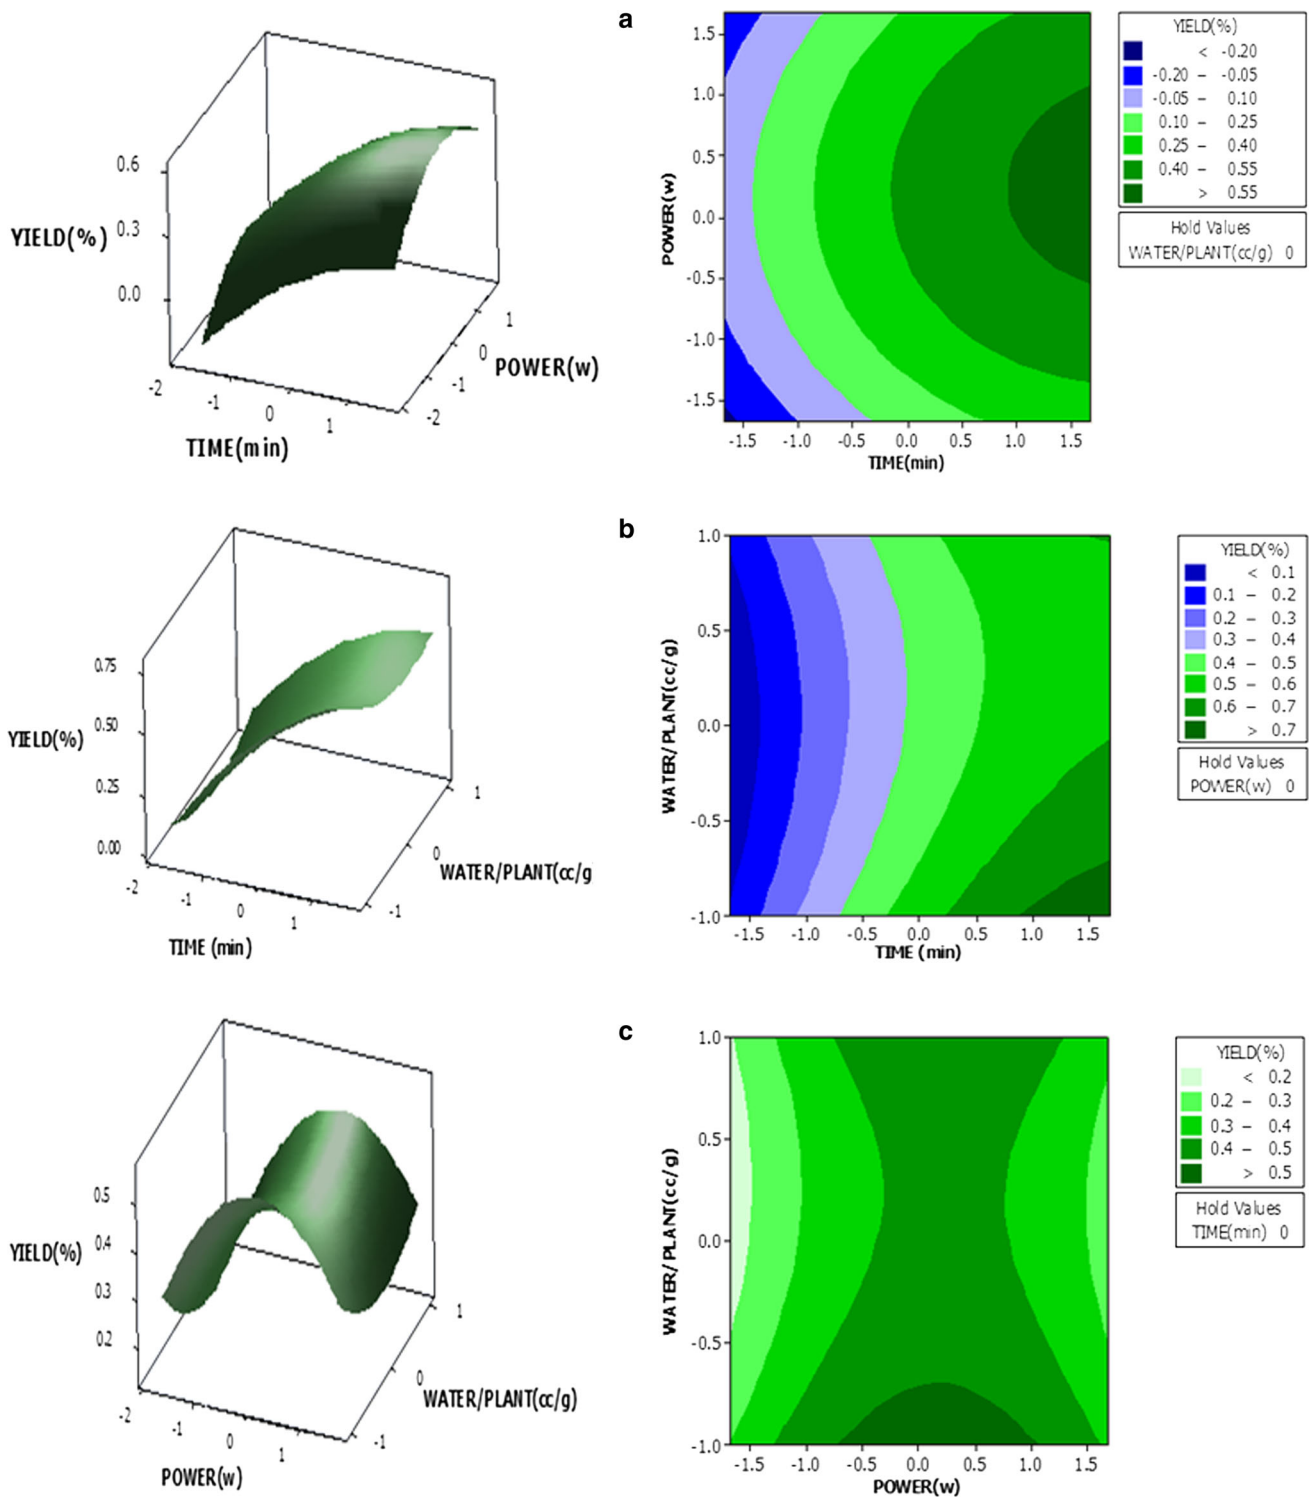 a
0.6
YIELD(%)
0.3
0.0
-2
-1
0
1
TIME(min)
1
0
-1
-2
POWER(w)
1.5
1.0
0.5
0.0
-0.5
-1.0
-1.5
POWER(w)
-1.5 -1.0 -0.5 0.0 0.5 1.0 1.5
TIME(min)
YIELD(%)
< -0.20
-0.20 – -0.05
-0.05 – 0.10
0.10 – 0.25
0.25 – 0.40
0.40 – 0.55
> 0.55
Hold Values
WATER/PLANT(cc/g) 0
b
0.75
0.50
YIELD(%)
0.25
0.00
-2
-1
0
1
TIME (min)
1
0
-1
WATER/PLANT(cc/g
1.0
0.5
0.0
-0.5
-1.0
WATER/PLANT(cc/g)
-1.5 -1.0 -0.5 0.0 0.5 1.0 1.5
TIME (min)
YIELD(%)
< 0.1
0.1 – 0.2
0.2 – 0.3
0.3 – 0.4
0.4 – 0.5
0.5 – 0.6
0.6 – 0.7
> 0.7
Hold Values
POWER(w) 0
c
0.5
0.4
YIELD(%)
0.3
0.2
-2
-1
0
1
POWER(w)
1
0
-1
WATER/PLANT(cc/g)
1.0
0.5
0.0
-0.5
-1.0
WATER/PLANT(cc/g)
-1.5 -1.0 -0.5 0.0 0.5 1.0 1.5
POWER(w)
YIELD(%)
< 0.2
0.2 – 0.3
0.3 – 0.4
0.4 – 0.5
> 0.5
Hold Values
TIME(min) 0